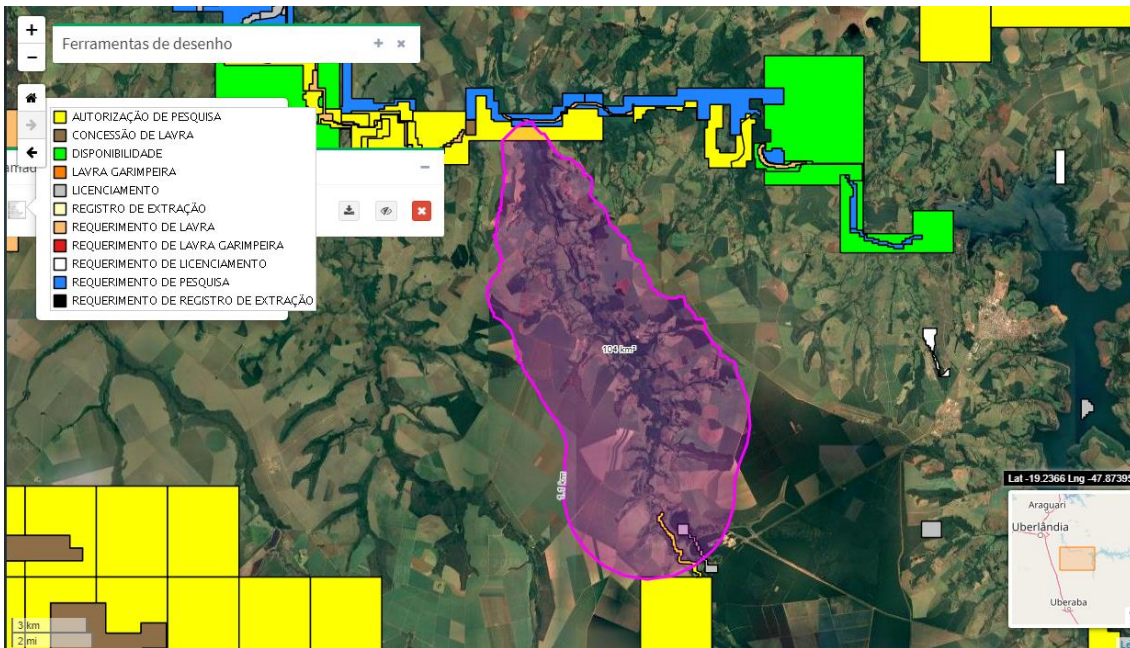 +
Ferramentas de desenho + ×
−
AUTORIZAÇÃO DE PESQUISA
CONCESSÃO DE LAVRA
DISPONIBILIDADE
LAVRA GARIMPEIRA
LICENCIAMENTO
REGISTRO DE EXTRAÇÃO
REQUERIMENTO DE LAVRA
REQUERIMENTO DE LAVRA GARIMPEIRA
REQUERIMENTO DE LICENCIAMENTO
REQUERIMENTO DE PESQUISA
REQUERIMENTO DE REGISTRO DE EXTRAÇÃO
−
104 km²
Lat -19.2366 Lng -47.87395
Araguari
Uberlândia
Uberaba
3 km
2 mi